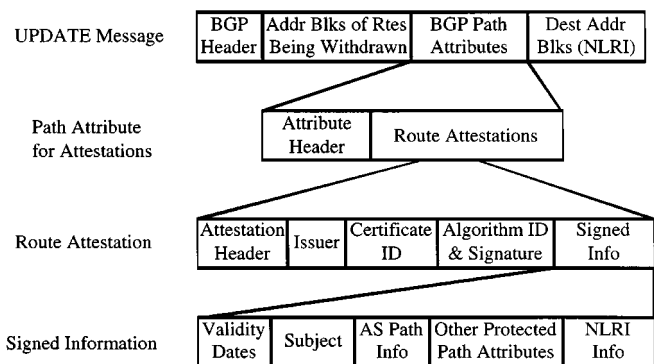 UPDATE Message
BGP Header
Addr Blks of Rtes Being Withdrawn
BGP Path Attributes
Dest Addr Blks (NLRI)
Path Attribute for Attestations
Attribute Header
Route Attestations
Route Attestation
Attestation Header
Issuer
Certificate ID
Algorithm ID & Signature
Signed Info
Signed Information
Validity Dates
Subject
AS Path Info
Other Protected Path Attributes
NLRI Info